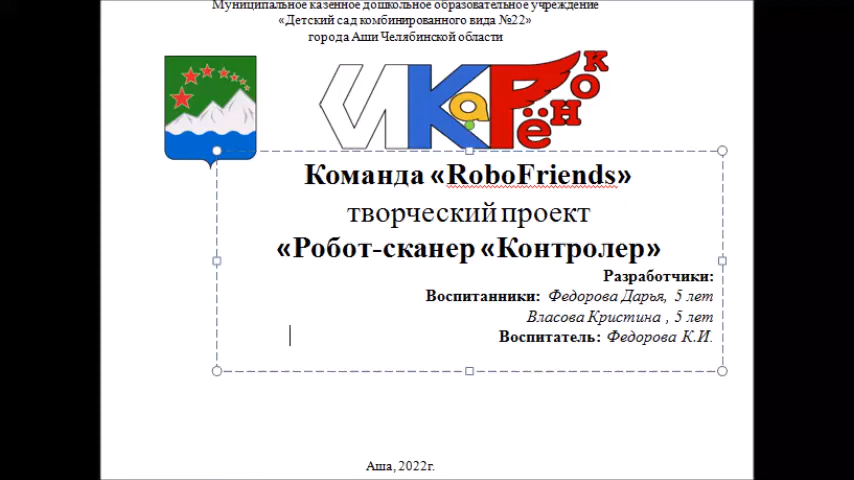 Муниципальное казенное дошкольное образовательное учреждение
«Детский сад комбинированного вида №22»
города Аши Челябинской области
ИКаРёнок
Команда «RoboFriends»
творческий проект
«Робот-сканер «Контролер»
Разработчики:
Воспитанники: Федорова Дарья, 5 лет
Власова Кристина , 5 лет
Воспитатель: Федорова К.И.
Аша, 2022г.